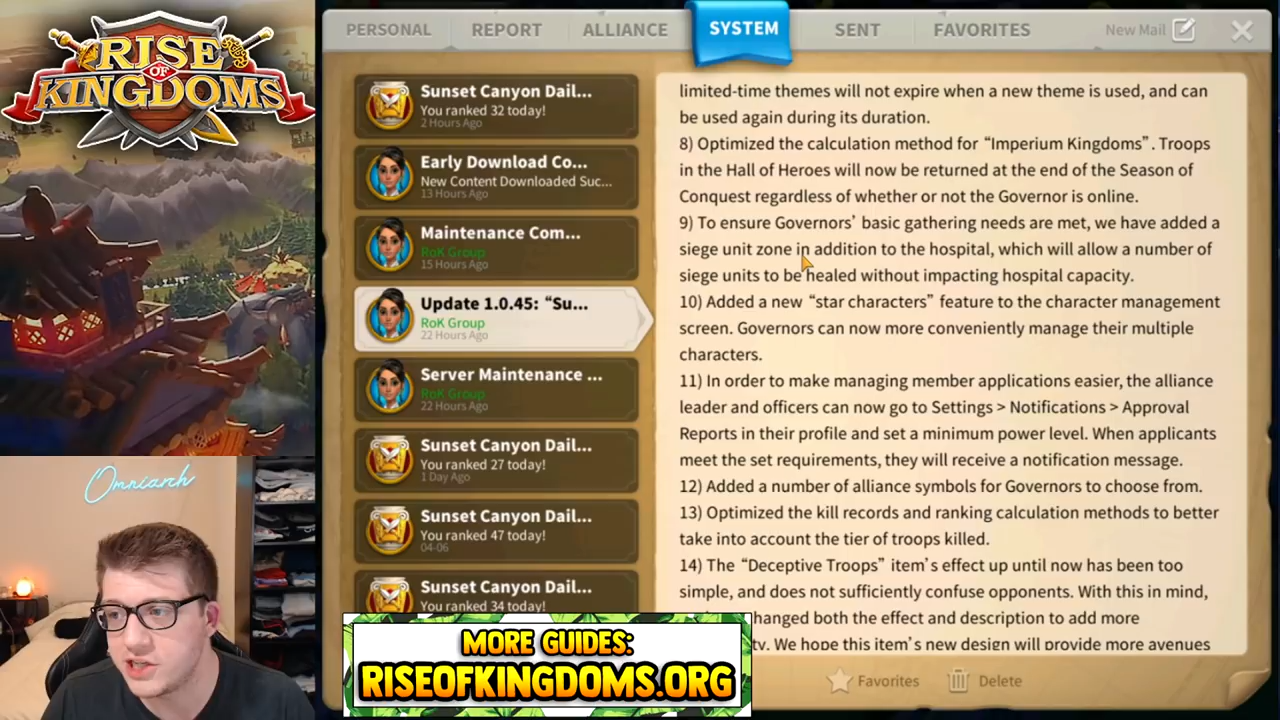 RISE
OF
KINGDOMS
PERSONAL
REPORT
ALLIANCE
SYSTEM
SENT
FAVORITES
New Mail
Sunset Canyon Dail...
You ranked 32 today!
2 Hours Ago
Early Download Co...
New Content Downloaded Suc...
13 Hours Ago
Maintenance Com...
RoK Group
15 Hours Ago
Update 1.0.45: “Su...
RoK Group
22 Hours Ago
Server Maintenance ...
RoK Group
22 Hours Ago
Sunset Canyon Dail...
You ranked 27 today!
1 Day Ago
Sunset Canyon Dail...
You ranked 47 today!
04-06
Sunset Canyon Dail...
You ranked 34 today!
limited-time themes will not expire when a new theme is used, and can
be used again during its duration.
8) Optimized the calculation method for “Imperium Kingdoms”. Troops
in the Hall of Heroes will now be returned at the end of the Season of
Conquest regardless of whether or not the Governor is online.
9) To ensure Governors’ basic gathering needs are met, we have added a
siege unit zone in addition to the hospital, which will allow a number of
siege units to be healed without impacting hospital capacity.
10) Added a new “star characters” feature to the character management
screen. Governors can now more conveniently manage their multiple
characters.
11) In order to make managing member applications easier, the alliance
leader and officers can now go to Settings > Notifications > Approval
Reports in their profile and set a minimum power level. When applicants
meet the set requirements, they will receive a notification message.
12) Added a number of alliance symbols for Governors to choose from.
13) Optimized the kill records and ranking calculation methods to better
take into account the tier of troops killed.
14) The “Deceptive Troops” item’s effect up until now has been too
simple, and does not sufficiently confuse opponents. With this in mind,
hanged both the effect and description to add more
ty. We hope this item’s new design will provide more avenues
Favorites
Delete
Omniarch
MORE GUIDES:
RISEOFKINGDOMS.ORG